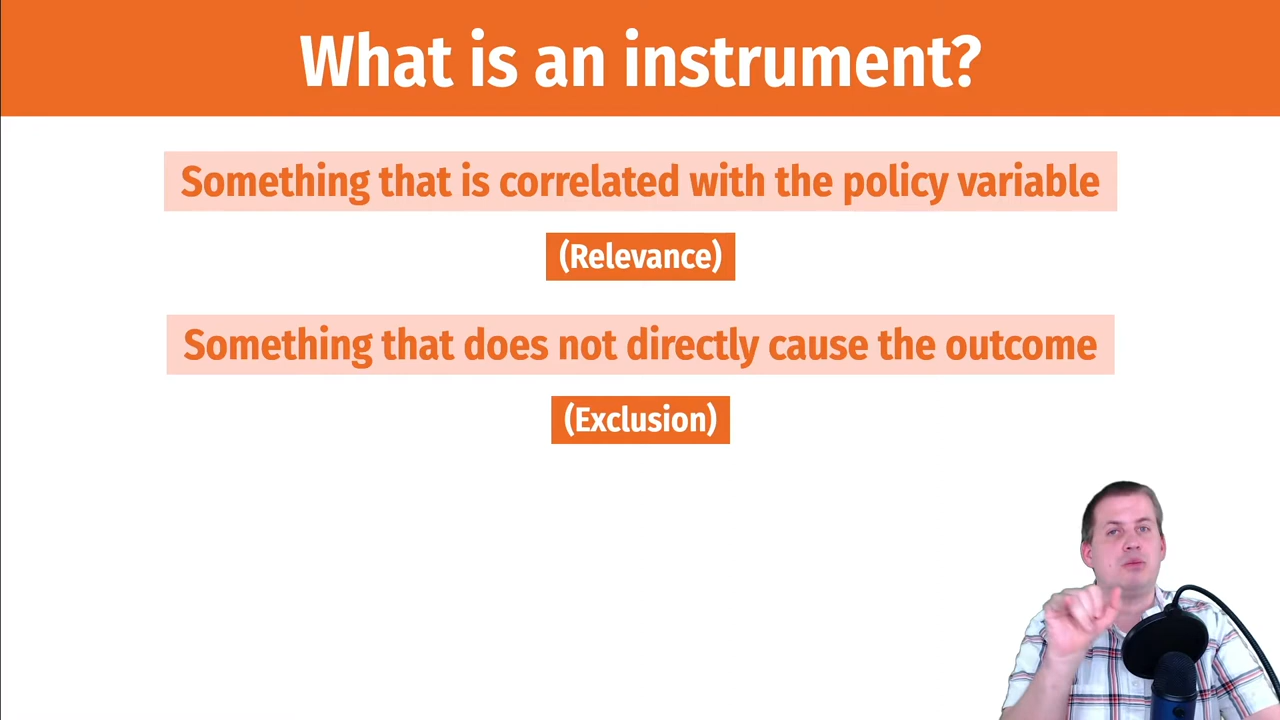 What is an instrument?
Something that is correlated with the policy variable
(Relevance)
Something that does not directly cause the outcome
(Exclusion)